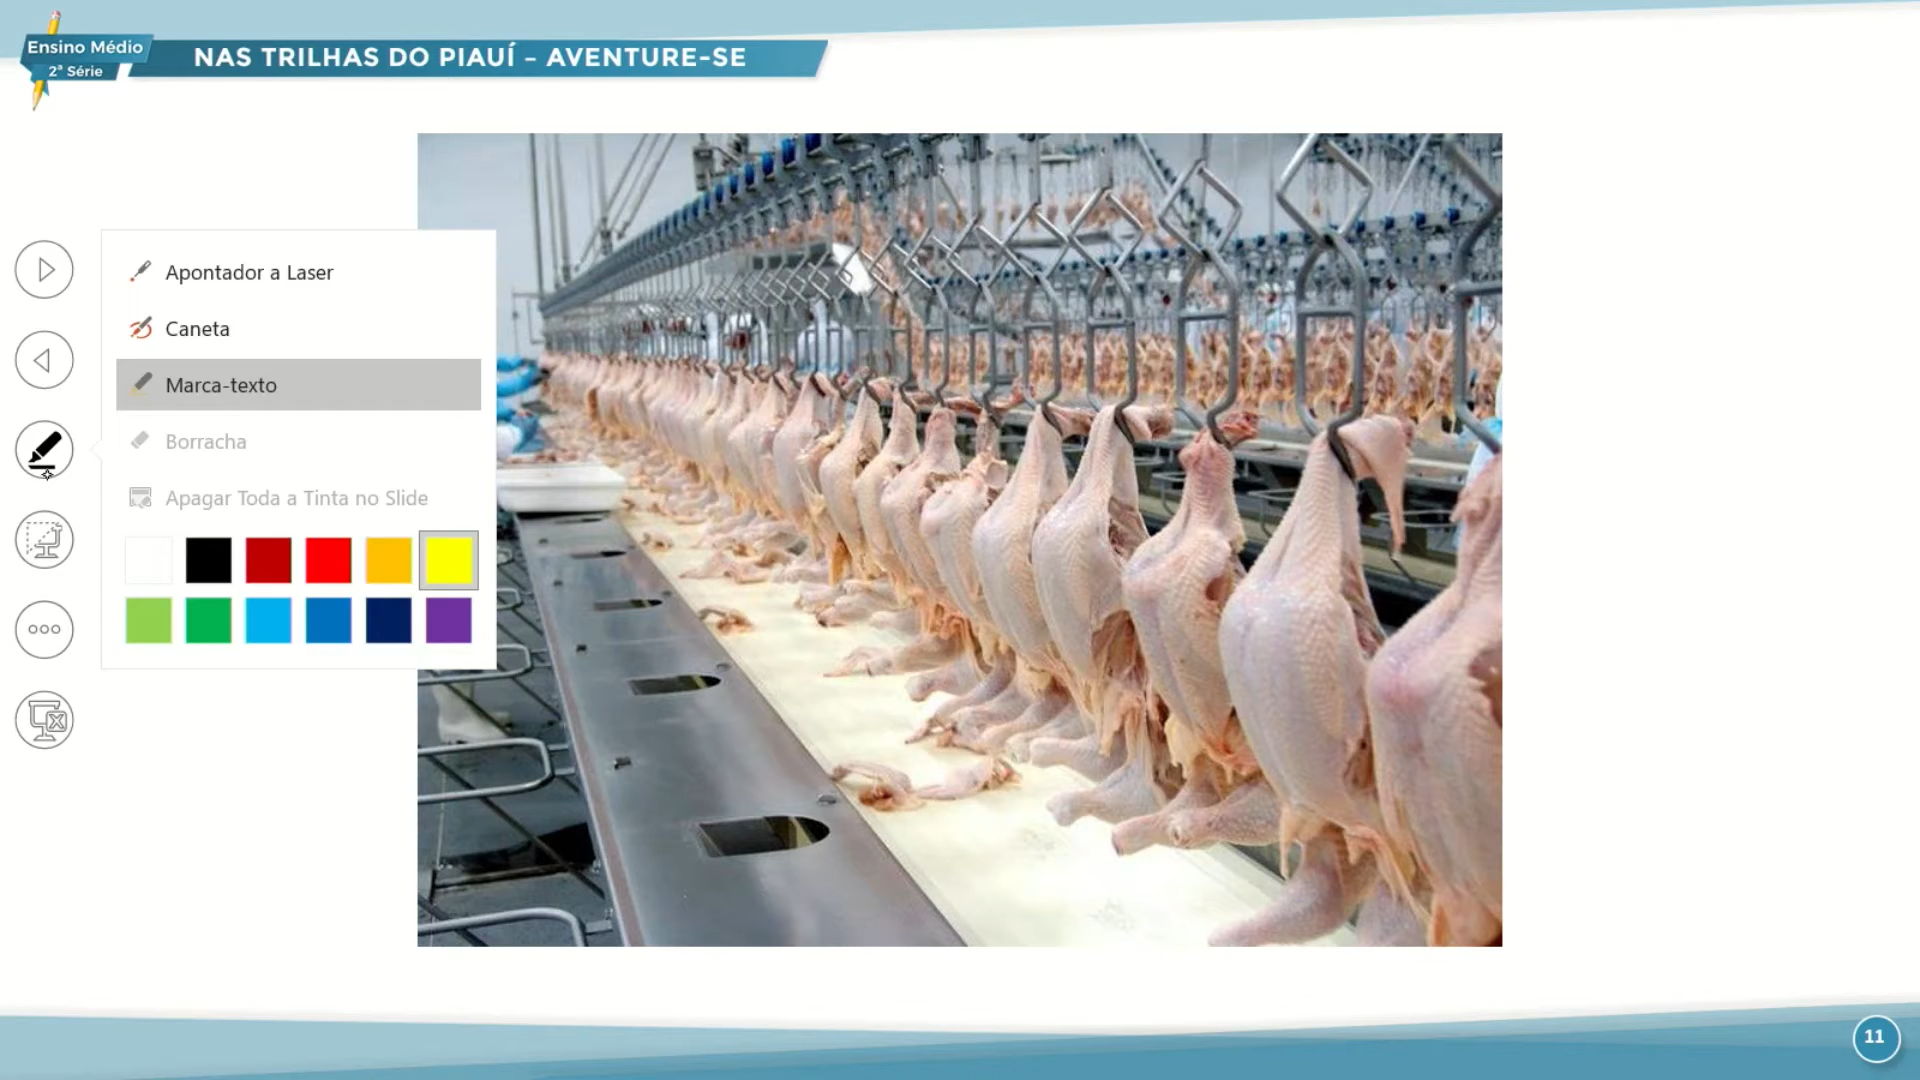 Ensino Médio
2ª Série
NAS TRILHAS DO PIAUÍ – AVENTURE-SE
Apontador a Laser
Caneta
Marca-texto
Borracha
Apagar Toda a Tinta no Slide
11